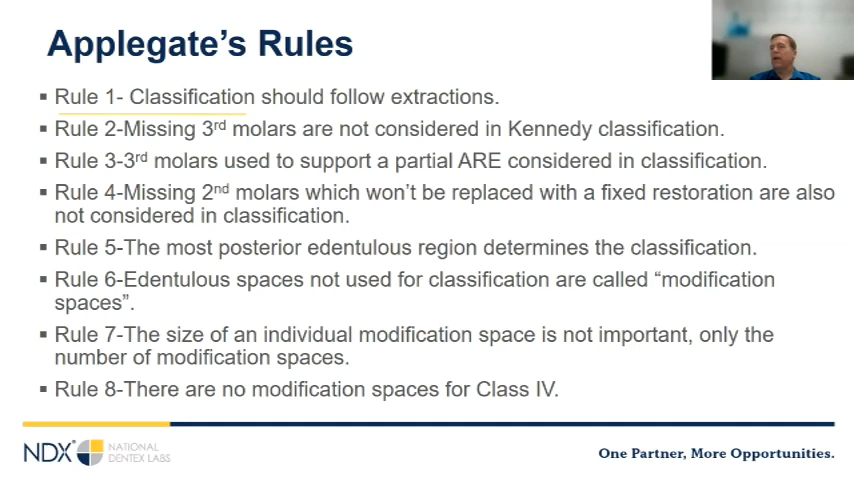 Applegate's Rules
▪ Rule 1- Classification should follow extractions.
▪ Rule 2-Missing 3rd molars are not considered in Kennedy classification.
▪ Rule 3-3rd molars used to support a partial ARE considered in classification.
▪ Rule 4-Missing 2nd molars which won't be replaced with a fixed restoration are also
not considered in classification.
▪ Rule 5-The most posterior edentulous region determines the classification.
▪ Rule 6-Edentulous spaces not used for classification are called “modification
spaces”.
▪ Rule 7-The size of an individual modification space is not important, only the
number of modification spaces.
▪ Rule 8-There are no modification spaces for Class IV.
NDX® NATIONAL
DENTEX LABS
One Partner, More Opportunities.